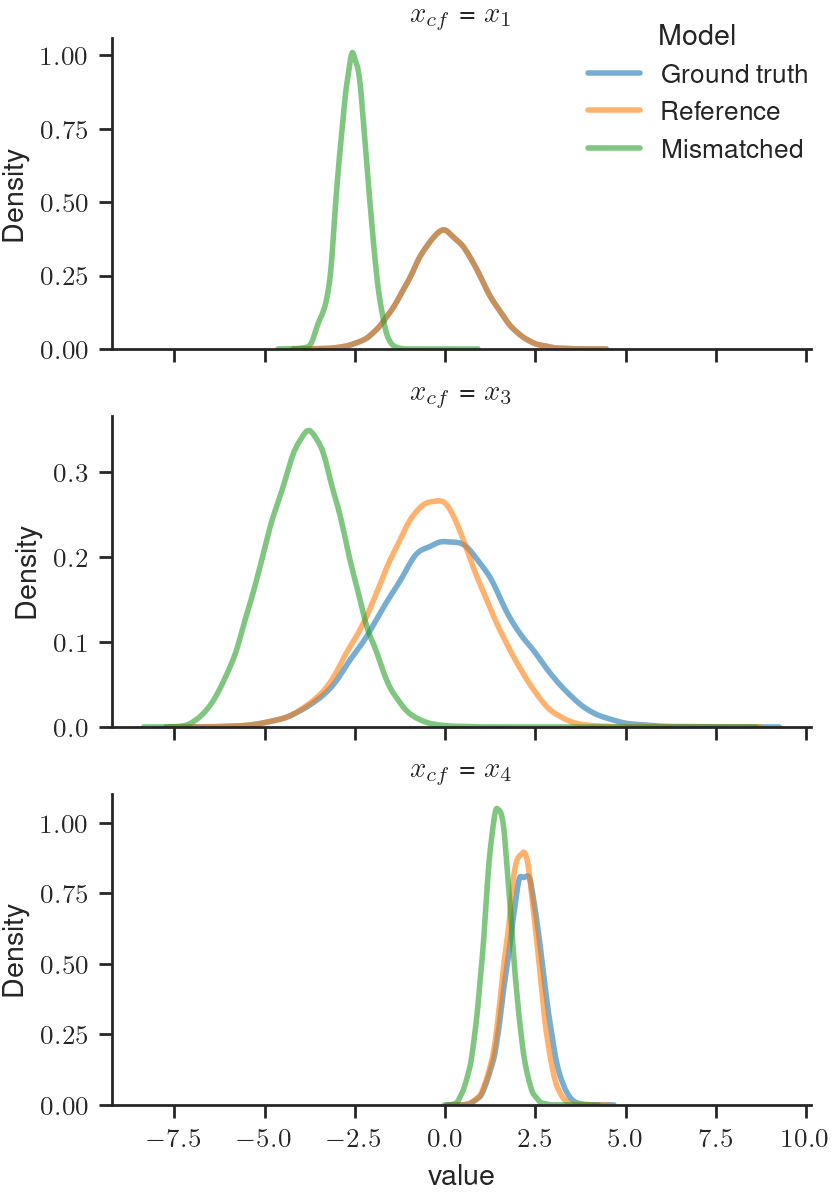 x_cf = x_1
Model
Ground truth
Reference
Mismatched
1.00
0.75
0.50
0.25
0.00
Density
x_cf = x_3
0.3
0.2
0.1
0.0
Density
x_cf = x_4
1.00
0.75
0.50
0.25
0.00
Density
−7.5 −5.0 −2.5 0.0 2.5 5.0 7.5 10.0
value